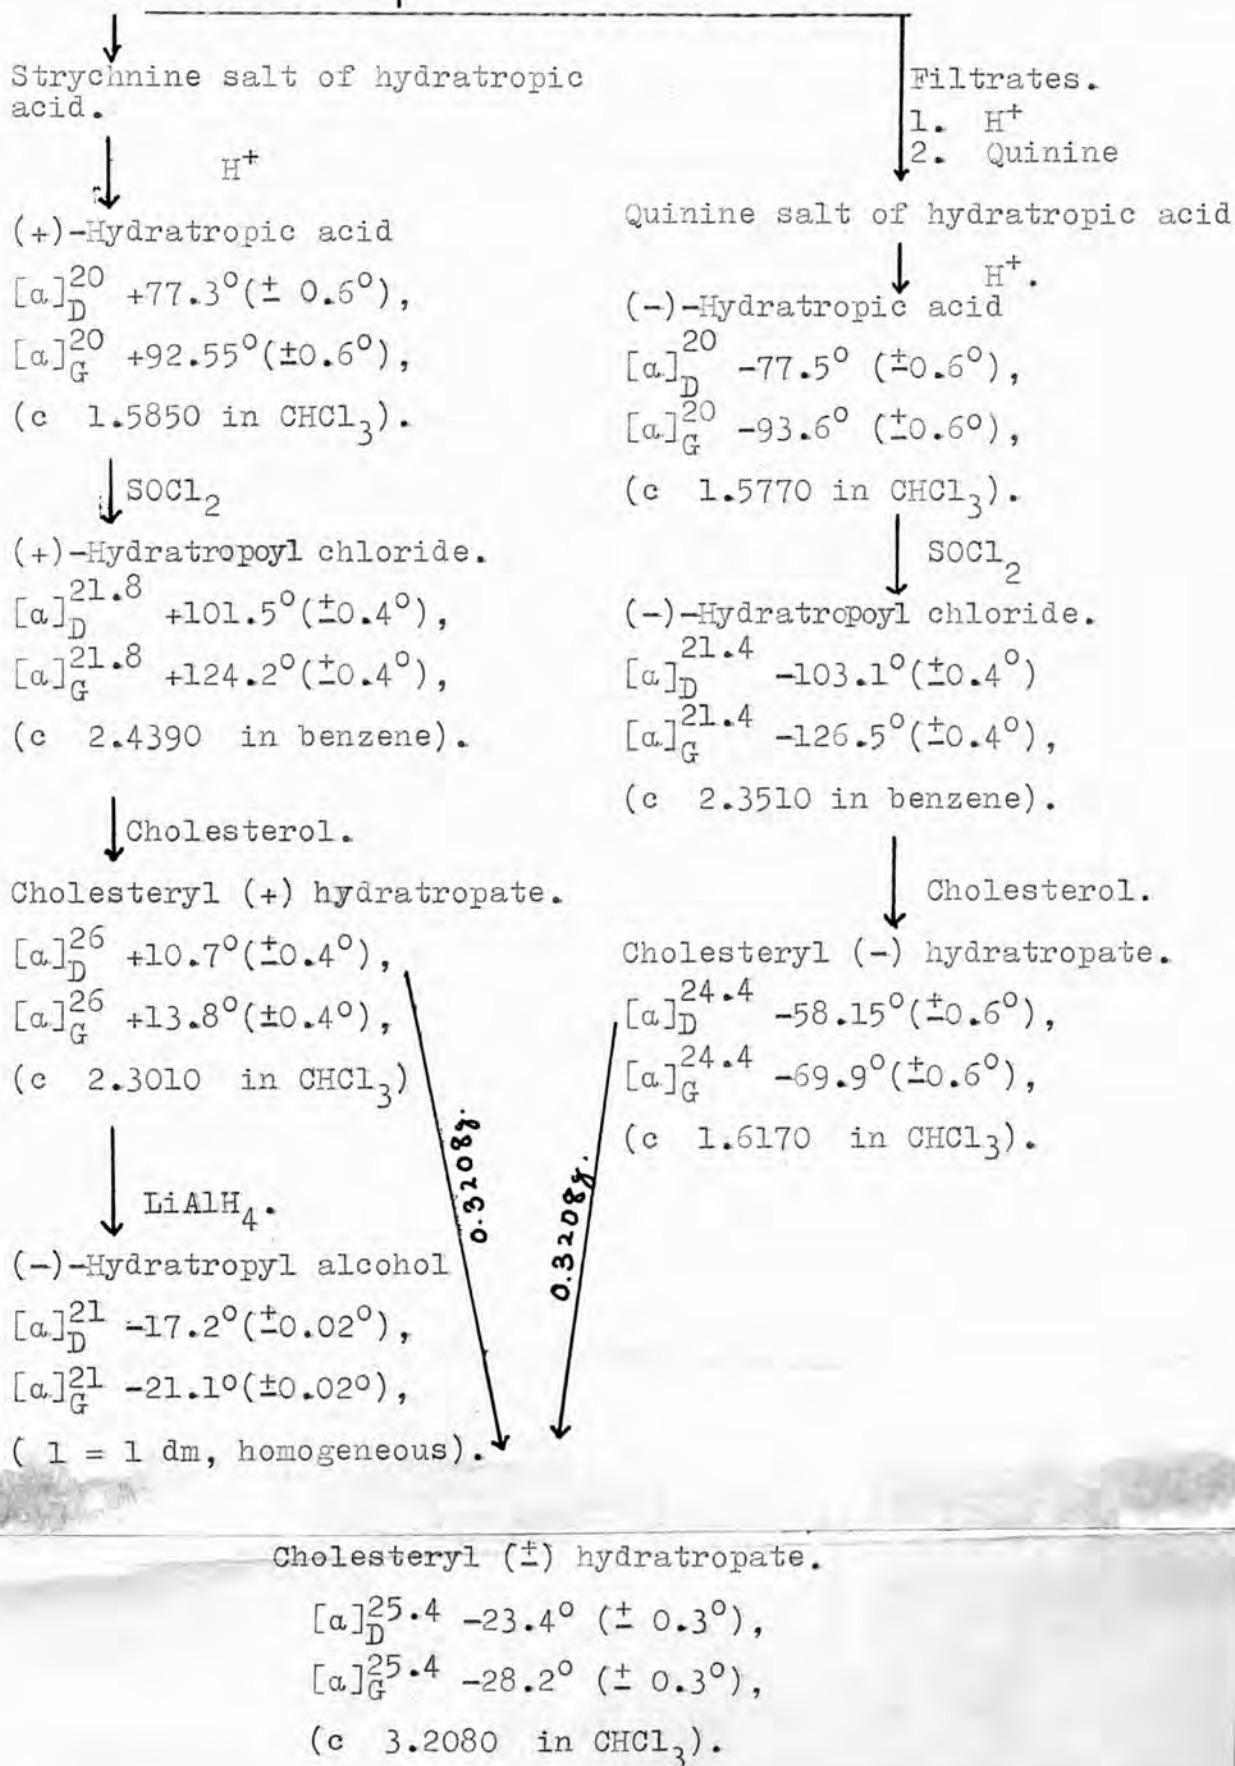 Strychnine salt of hydratropic
acid.
H⁺
(+)-Hydratropic acid
[α]D²⁰ +77.3°(± 0.6°),
[α]G²⁰ +92.55°(±0.6°),
(c 1.5850 in CHCl₃).
SOCl₂
(+)-Hydratropoyl chloride.
[α]D²¹·⁸ +101.5°(±0.4°),
[α]G²¹·⁸ +124.2°(±0.4°),
(c 2.4390 in benzene).
Cholesterol.
Cholesteryl (+) hydratropate.
[α]D²⁶ +10.7°(±0.4°),
[α]G²⁶ +13.8°(±0.4°),
(c 2.3010 in CHCl₃)
0.3208g.
LiAlH₄.
(-)-Hydratropyl alcohol
[α]D²¹ -17.2°(±0.02°),
[α]G²¹ -21.1°(±0.02°),
( l = 1 dm, homogeneous).
Filtrates.
1. H⁺
2. Quinine
Quinine salt of hydratropic acid
H⁺.
(-)-Hydratropic acid
[α]D²⁰ -77.5° (±0.6°),
[α]G²⁰ -93.6° (±0.6°),
(c 1.5770 in CHCl₃).
SOCl₂
(-)-Hydratropoyl chloride.
[α]D²¹·⁴ -103.1°(±0.4°)
[α]G²¹·⁴ -126.5°(±0.4°),
(c 2.3510 in benzene).
Cholesterol.
Cholesteryl (-) hydratropate.
[α]D²⁴·⁴ -58.15°(±0.6°),
[α]G²⁴·⁴ -69.9°(±0.6°),
(c 1.6170 in CHCl₃).
0.3208g.
Cholesteryl (±) hydratropate.
[α]D²⁵·⁴ -23.4° (± 0.3°),
[α]G²⁵·⁴ -28.2° (± 0.3°),
(c 3.2080 in CHCl₃).